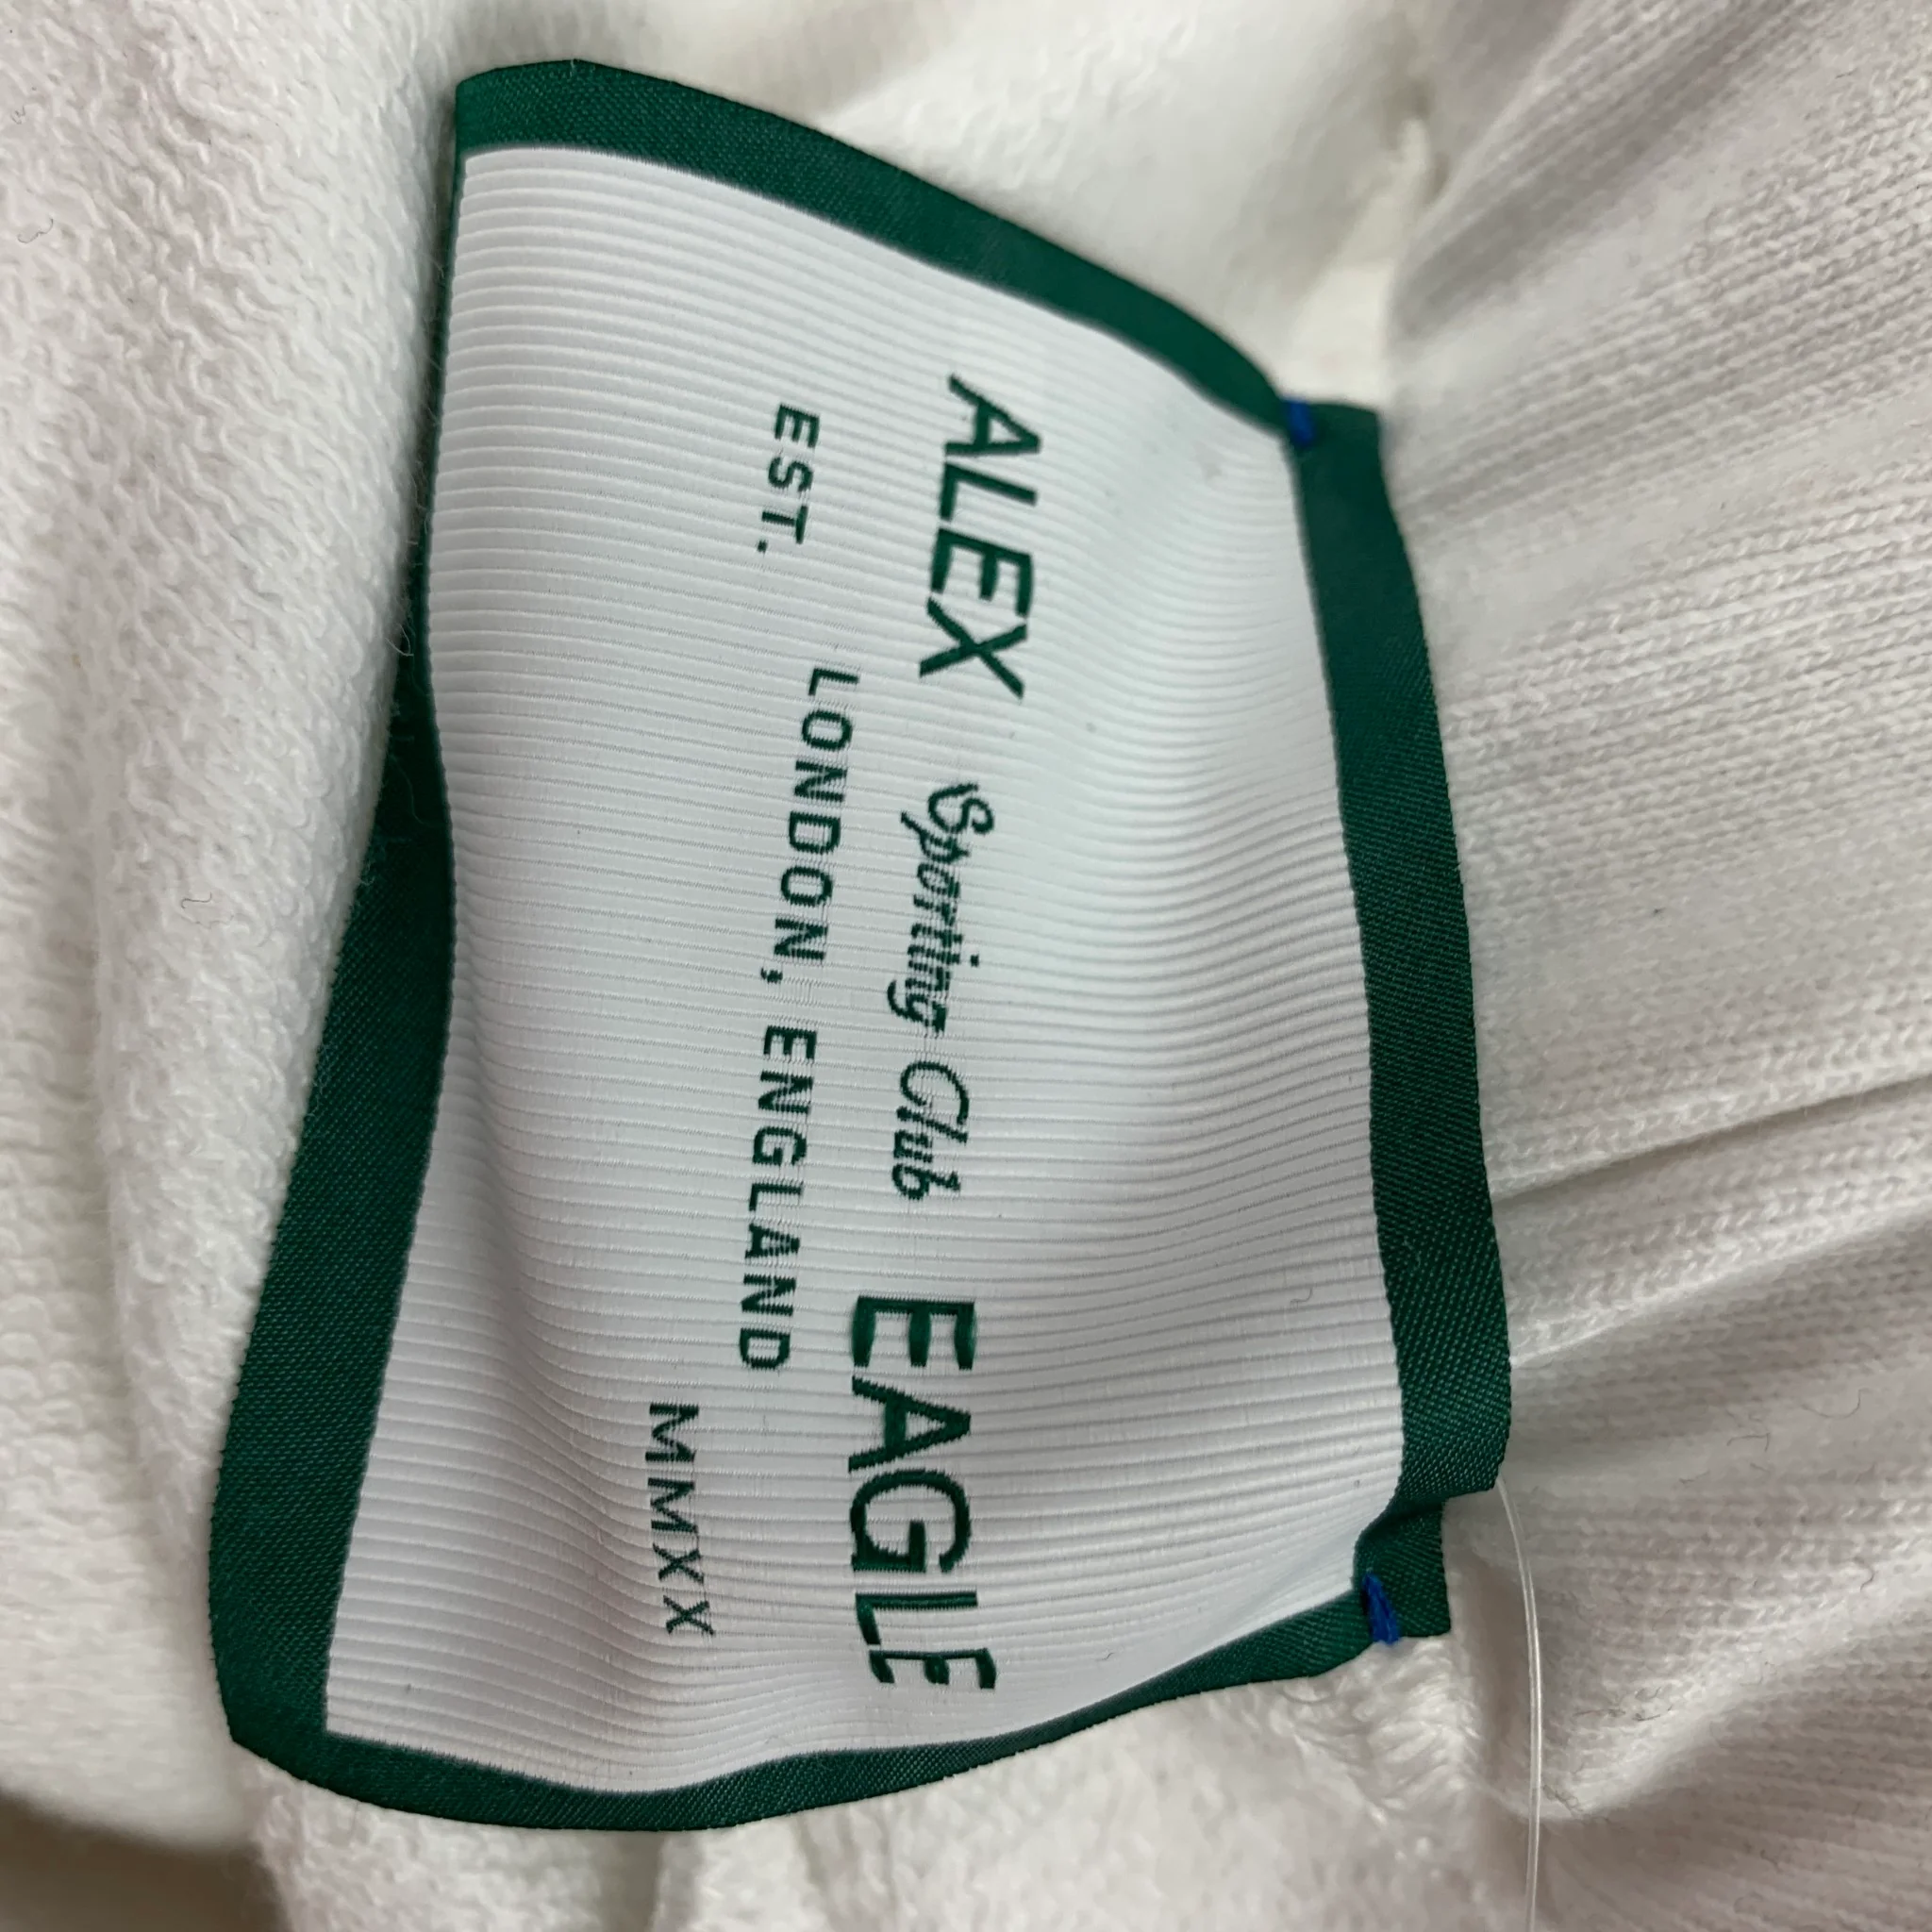 ALEX Sporting Club EAGLE
EST. LONDON, ENGLAND MMXX